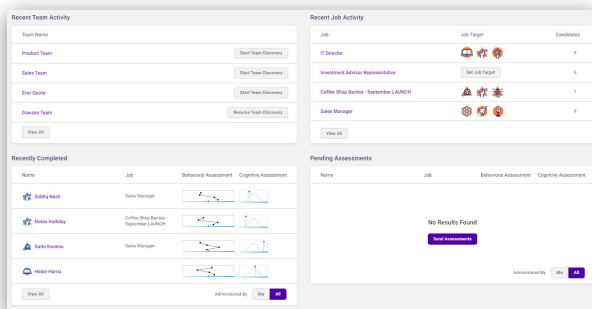 Recent Team Activity
Team Name
Product Team Start Team Discovery
Sales Team Start Team Discovery
Ever Quote Start Team Discovery
Dawson Team Resume Team Discovery
View All
Recent Job Activity
Job Job Target Candidates
IT Director 5
Investment Advisor Representative Set Job Target 6
Coffee Shop Barista - September LAUNCH 1
Sales Manager 6
View All
Recently Completed
Name Job Behavioral Assessment Cognitive Assessment
Siddiq Nash Sales Manager
Nolan Halliday Coffee Shop Barista -
September LAUNCH
Daito Karatsu Sales Manager
Helen Harris
View All Administered By Me All
Pending Assessments
Name Job Behavioral Assessment Cognitive Assessment
No Results Found
Send Assessments
Administered By Me All